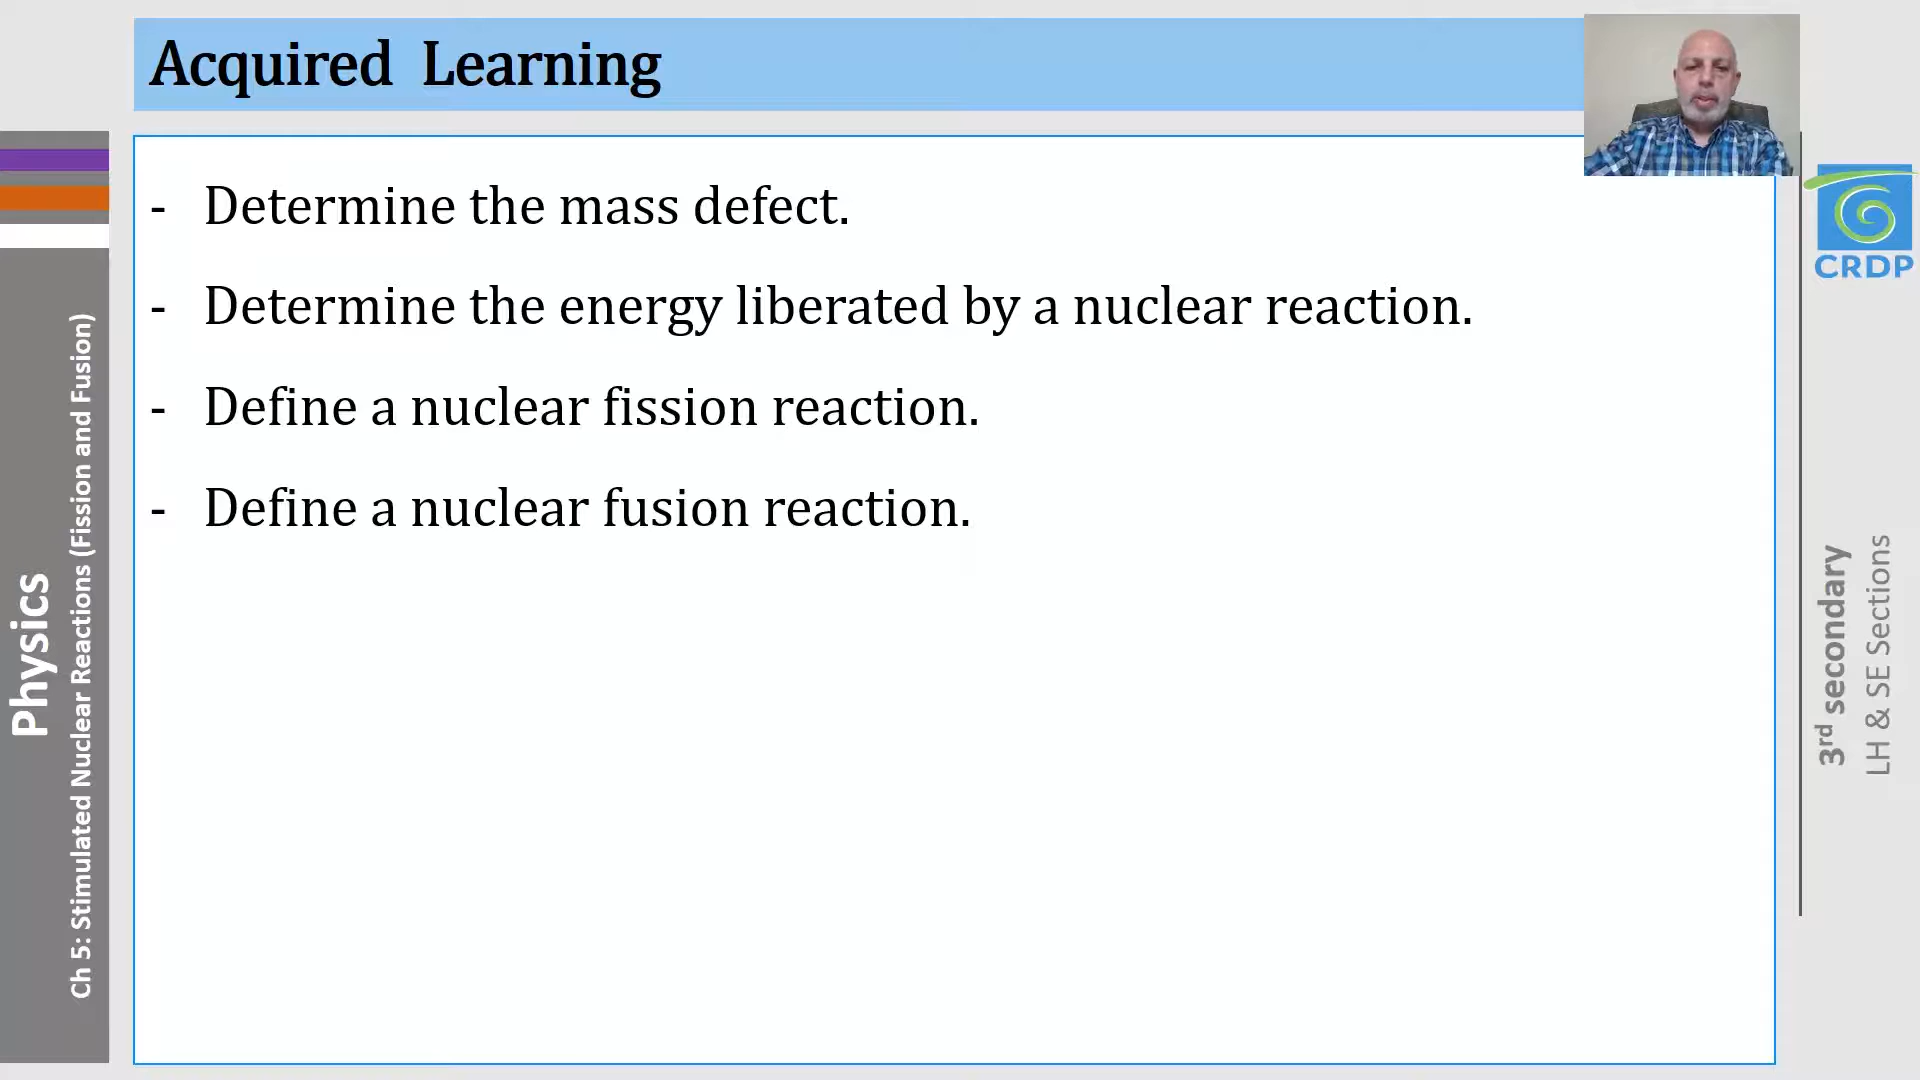 Acquired Learning
- Determine the mass defect.
- Determine the energy liberated by a nuclear reaction.
- Define a nuclear fission reaction.
- Define a nuclear fusion reaction.
Physics
Ch 5: Stimulated Nuclear Reactions (Fission and Fusion)
CRDP
3rd secondary
LH & SE Sections